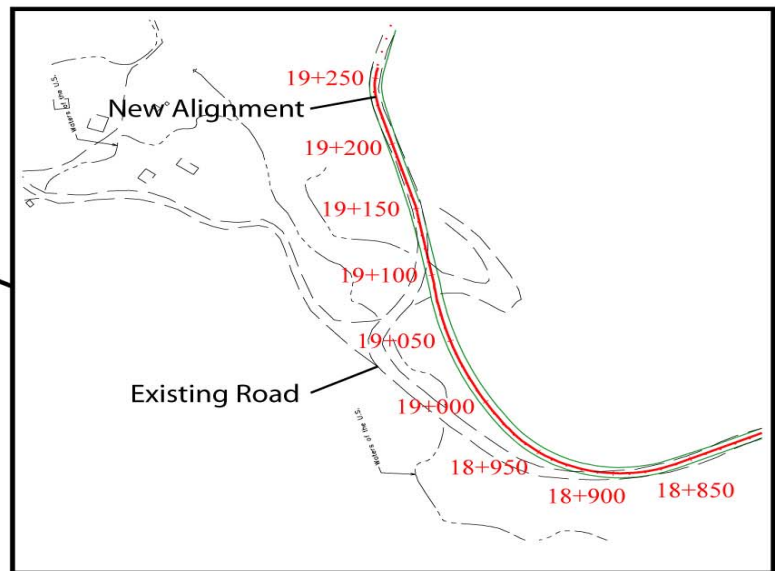 19+250
Waters of the U.S.
New Alignment
19+200
19+150
19+100
19+050
Existing Road
19+000
Waters of the U.S.
18+950
18+900
18+850